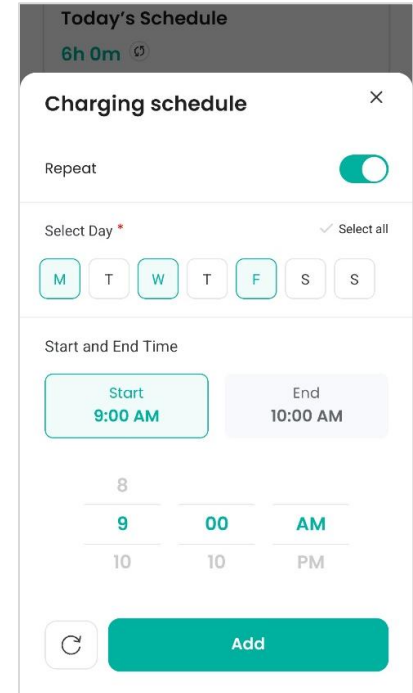 Today's Schedule
6h 0m
Charging schedule
Repeat
Select Day * Select all
M T W T F S S
Start and End Time
Start End
9:00 AM 10:00 AM
8
9 00 AM
10 10 PM
Add